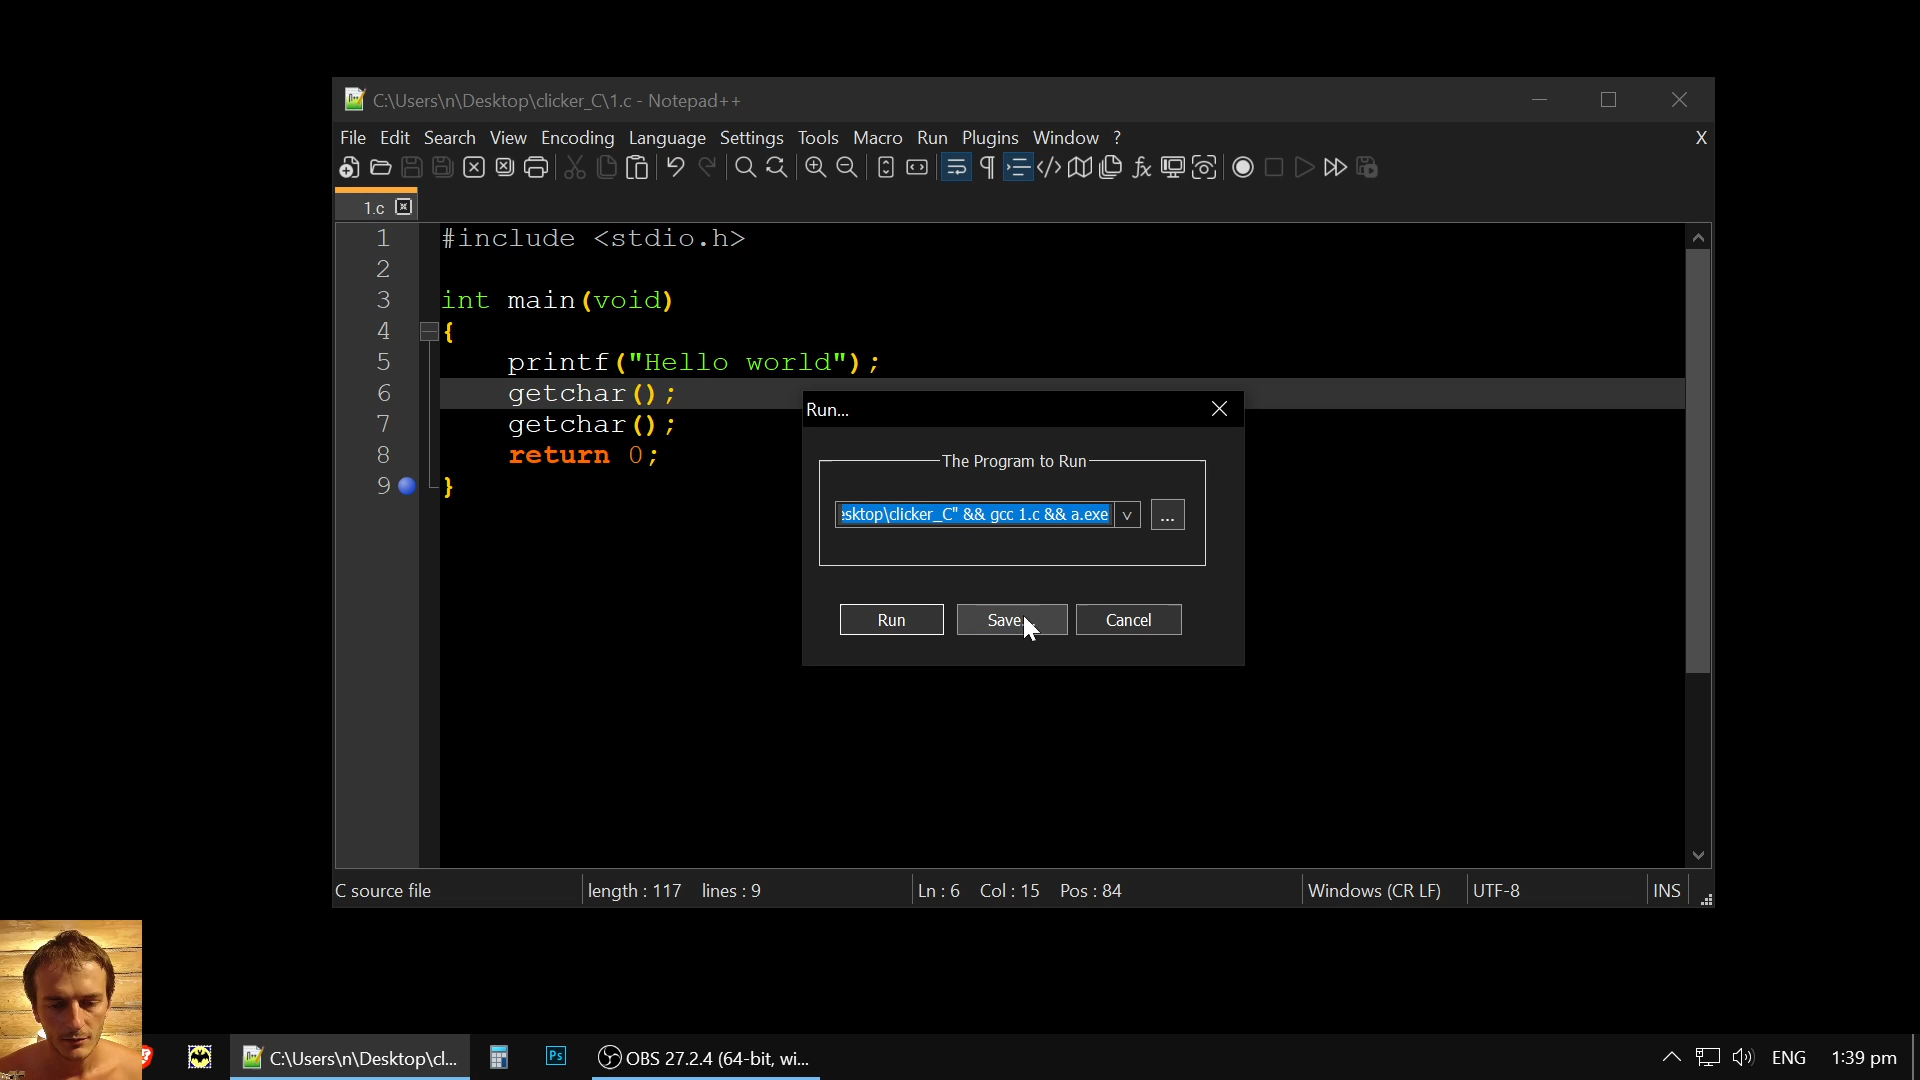 C:\Users\n\Desktop\clicker_C\1.c - Notepad++
File Edit Search View Encoding Language Settings Tools Macro Run Plugins Window ? X
1.c
1 #include <stdio.h>
2
3 int main(void)
4 {
5 printf("Hello world");
6 getchar();
7 getchar();
8 return 0;
9 }
Run...
The Program to Run
esktop\clicker_C" && gcc 1.c && a.exe
...
Run Save... Cancel
C source file length : 117 lines : 9 Ln : 6 Col : 15 Pos : 84 Windows (CR LF) UTF-8 INS
C:\Users\n\Desktop\cl... Ps OBS 27.2.4 (64-bit, wi... ENG 1:39 pm